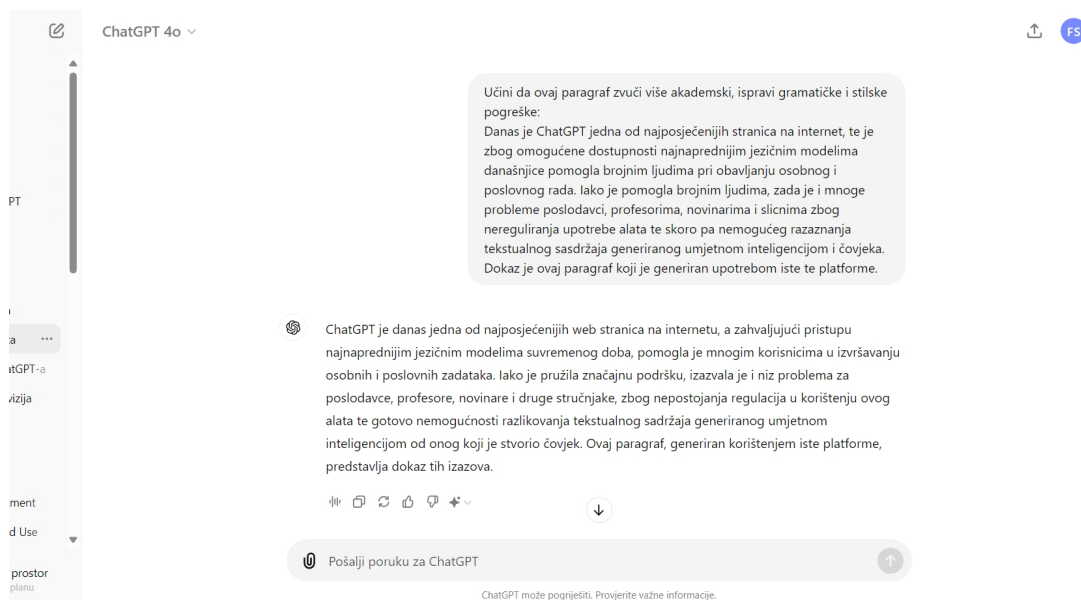 ChatGPT 4o
FS
Učini da ovaj paragraf zvuči više akademski, ispravi gramatičke i stilske
pogreške:
Danas je ChatGPT jedna od najposječenijih stranica na internet, te je
zbog omogućene dostupnosti najnaprednijim jezičnim modelima
današnjice pomogla brojnim ljudima pri obavljanju osobnog i
poslovnog rada. Iako je pomogla brojnim ljudima, zada je i mnoge
probleme poslodavci, profesorima, novinarima i slicnima zbog
nereguliranja upotrebe alata te skoro pa nemogućeg razaznanja
tekstualnog sasdržaja generiranog umjetnom inteligencijom i čovjeka.
Dokaz je ovaj paragraf koji je generiran upotrebom iste te platforme.
PT
a
tGPT-a
vizija
ment
d Use
prostor
planu
ChatGPT je danas jedna od najposjećenijih web stranica na internetu, a zahvaljujući pristupu
najnaprednijim jezičnim modelima suvremenog doba, pomogla je mnogim korisnicima u izvršavanju
osobnih i poslovnih zadataka. Iako je pružila značajnu podršku, izazvala je i niz problema za
poslodavce, profesore, novinare i druge stručnjake, zbog nepostojanja regulacija u korištenju ovog
alata te gotovo nemogućnosti razlikovanja tekstualnog sadržaja generiranog umjetnom
inteligencijom od onog koji je stvorio čovjek. Ovaj paragraf, generiran korištenjem iste platforme,
predstavlja dokaz tih izazova.
Pošalji poruku za ChatGPT
ChatGPT može pogriješiti. Provjerite važne informacije.